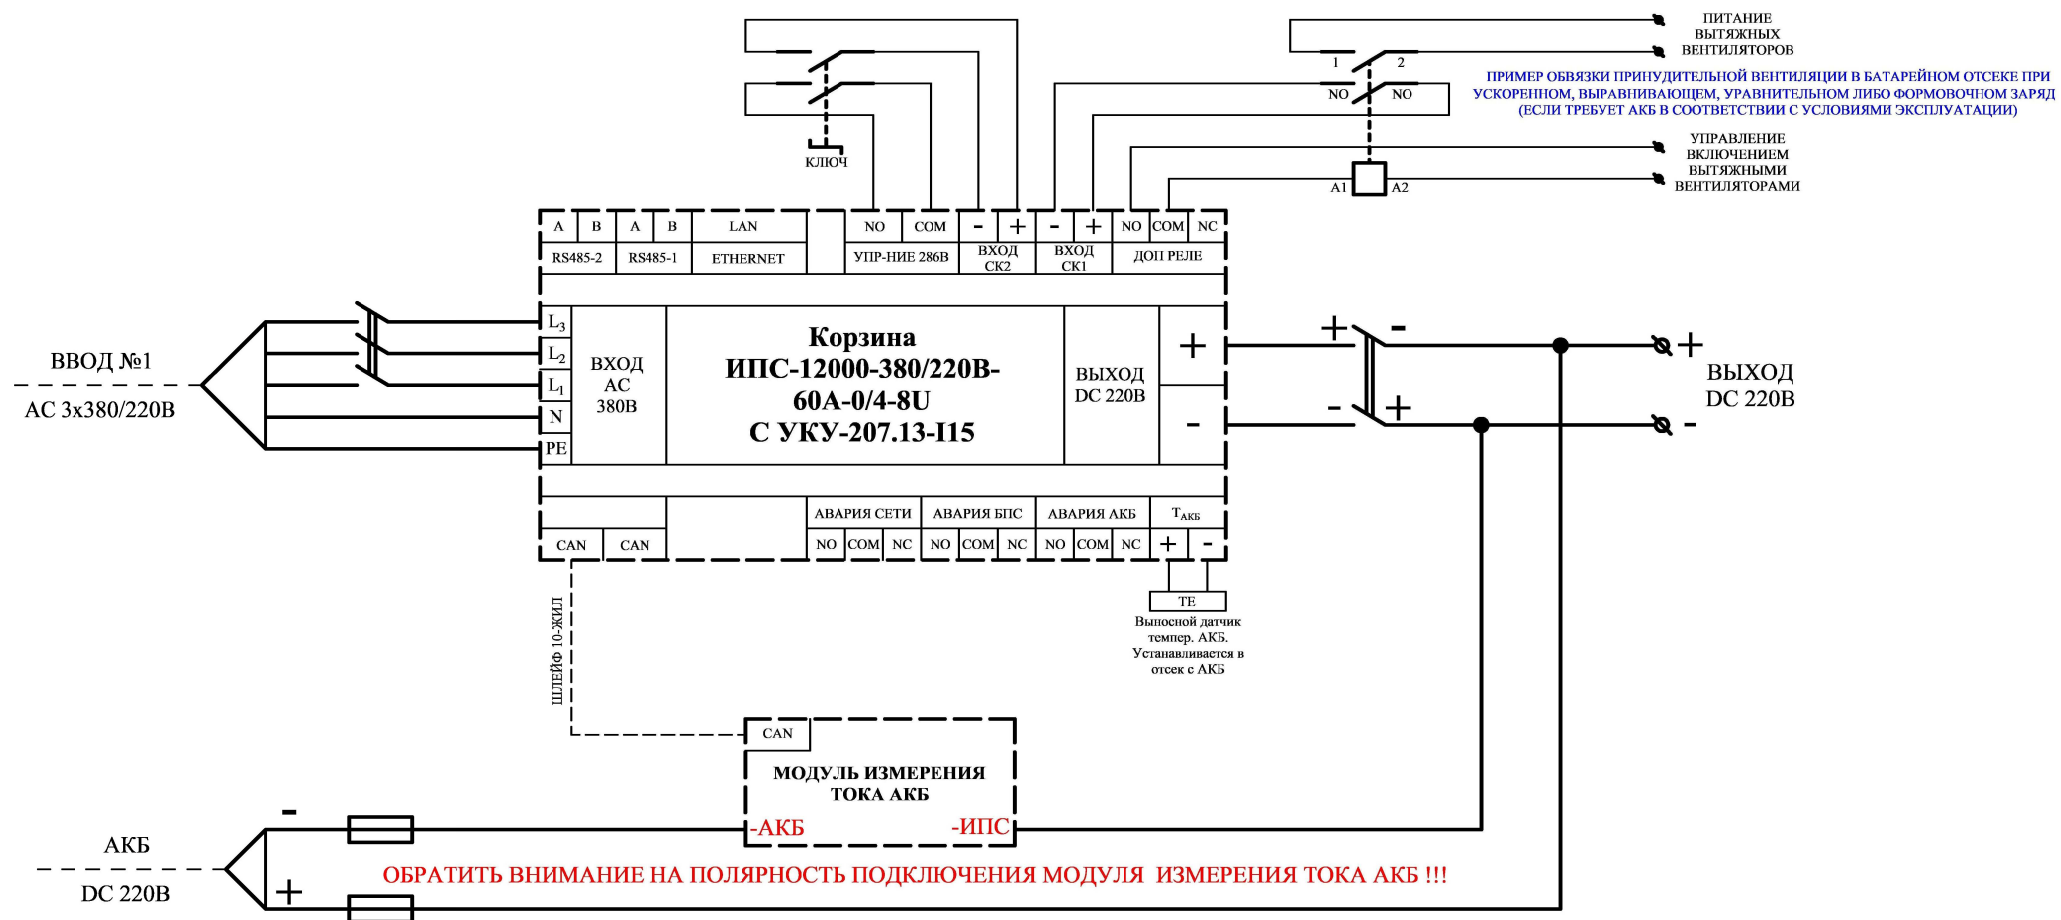 ПИТАНИЕ
ВЫТЯЖНЫХ
ВЕНТИЛЯТОРОВ
1 2
ПРИМЕР ОБВЯЗКИ ПРИНУДИТЕЛЬНОЙ ВЕНТИЛЯЦИИ В БАТАРЕЙНОМ ОТСЕКЕ ПРИ
УСКОРЕННОМ, ВЫРАВНИВАЮЩЕМ, УРАВНИТЕЛЬНОМ ЛИБО ФОРМОВОЧНОМ ЗАРЯД
(ЕСЛИ ТРЕБУЕТ АКБ В СООТВЕТСТВИИ С УСЛОВИЯМИ ЭКСПЛУАТАЦИИ)
NO NO
УПРАВЛЕНИЕ
ВКЛЮЧЕНИЕМ
ВЫТЯЖНЫМИ
ВЕНТИЛЯТОРАМИ
КЛЮЧ
A1 A2
A B A B LAN NO COM - + - + NO COM NC
RS485-2 RS485-1 ETHERNET УПР-НИЕ 286В
ВХОД
СК2
ВХОД
СК1
ДОП РЕЛЕ
ВВОД №1
АС 3х380/220В
L3
L2
L1
N
PE
ВХОД
АС
380В
Корзина
ИПС-12000-380/220В-
60А-0/4-8U
С УКУ-207.13-I15
ВЫХОД
DC 220В
+
-
+ -
- +
+
-
ВЫХОД
DC 220В
АВАРИЯ СЕТИ АВАРИЯ БПС АВАРИЯ АКБ TАКБ
CAN CAN NO COM NC NO COM NC NO COM NC + -
ТЕ
Выносной датчик
темпер. АКБ.
Устанавливается в
отсек с АКБ
ШЛЕЙФ 10-ЖИЛ
CAN
МОДУЛЬ ИЗМЕРЕНИЯ
ТОКА АКБ
-АКБ -ИПС
-
АКБ
DC 220В
+
ОБРАТИТЬ ВНИМАНИЕ НА ПОЛЯРНОСТЬ ПОДКЛЮЧЕНИЯ МОДУЛЯ ИЗМЕРЕНИЯ ТОКА АКБ !!!